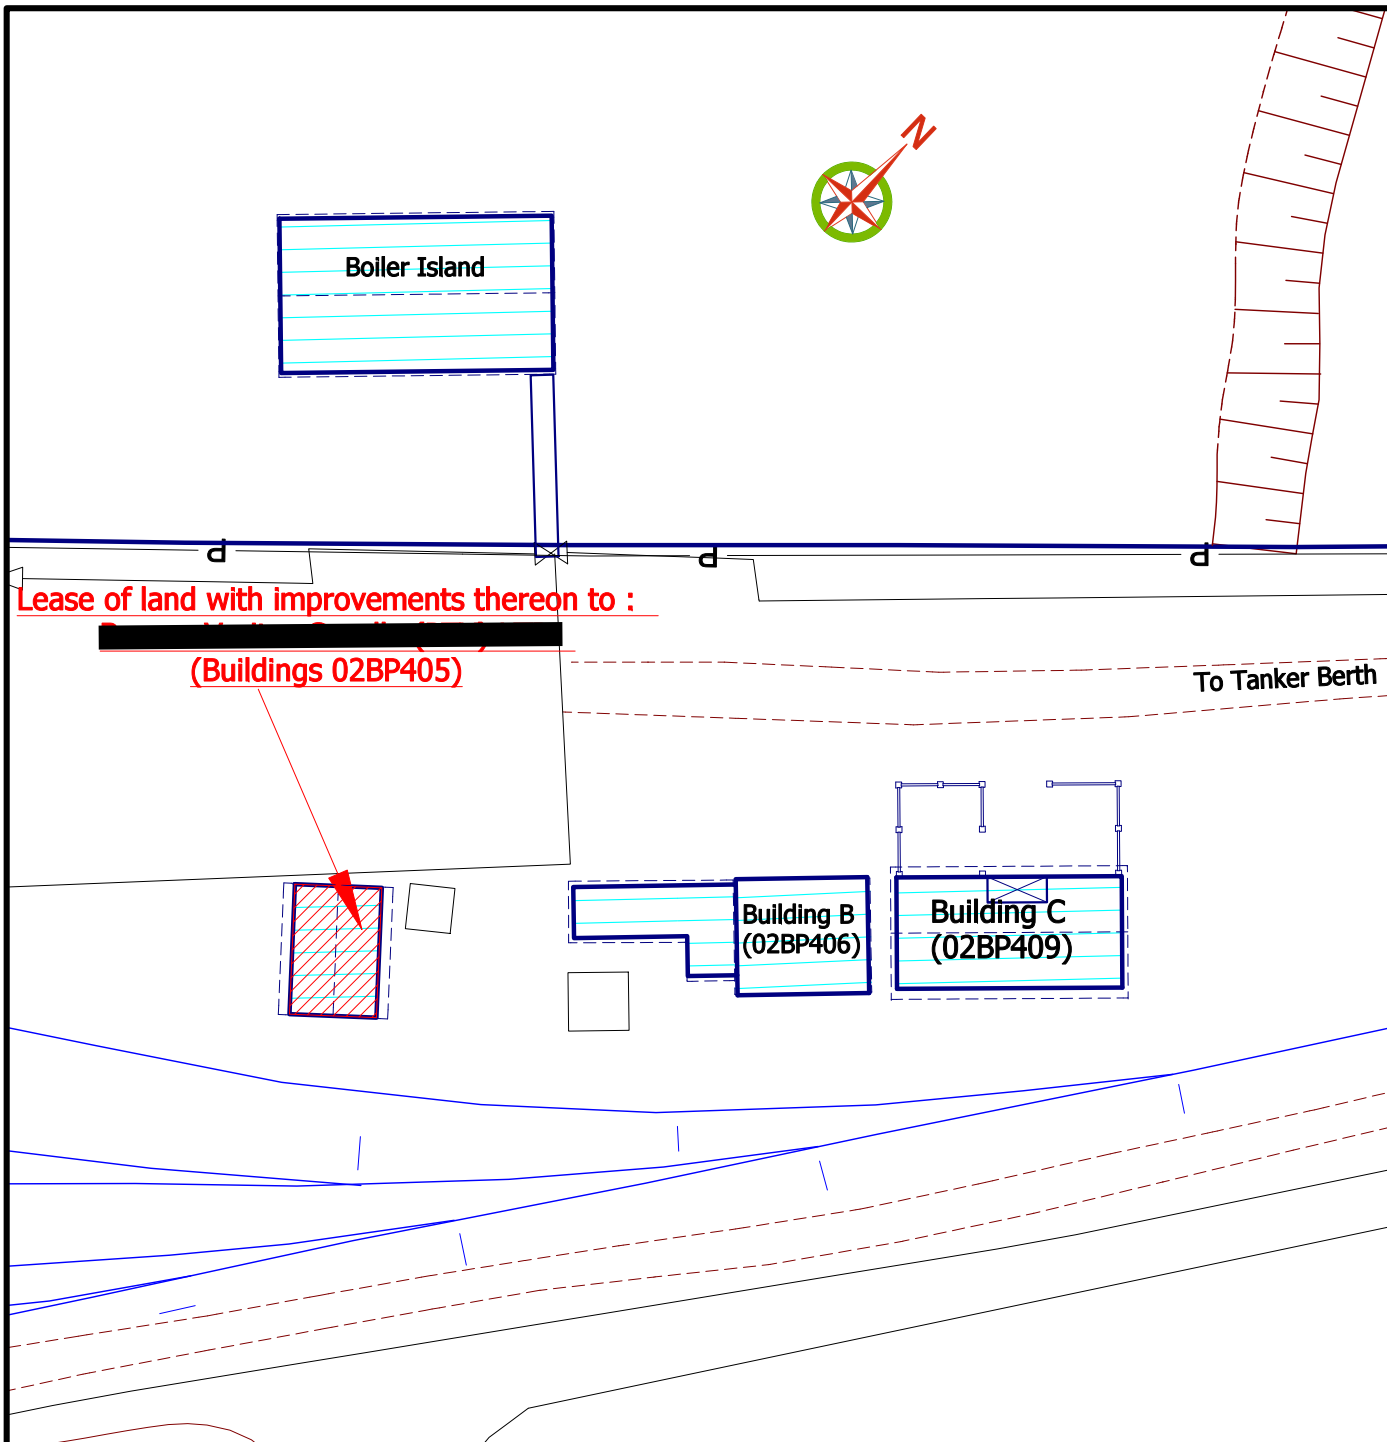 N
Boiler Island
P
P
P
Lease of land with improvements thereon to :
(Buildings 02BP405)
To Tanker Berth
Building B
(02BP406)
Building C
(02BP409)